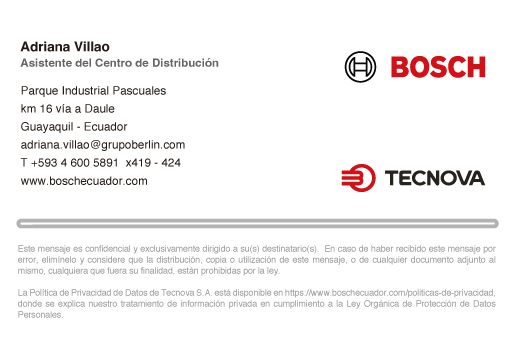 Adriana Villao
Asistente del Centro de Distribución
BOSCH
Parque Industrial Pascuales
km 16 vía a Daule
Guayaquil - Ecuador
adriana.villao@grupoberlin.com
T +593 4 600 5891 x419 - 424
www.boschecuador.com
TECNOVA
Este mensaje es confidencial y exclusivamente dirigido a su(s) destinatario(s). En caso de haber recibido este mensaje por
error, elimínelo y considere que la distribución, copia o utilización de este mensaje, o de cualquier documento adjunto al
mismo, cualquiera que fuera su finalidad, están prohibidas por la ley.
La Política de Privacidad de Datos de Tecnova S.A. está disponible en https://www.boschecuador.com/politicas-de-privacidad,
donde se explica nuestro tratamiento de información privada en cumplimiento a la Ley Orgánica de Protección de Datos
Personales.